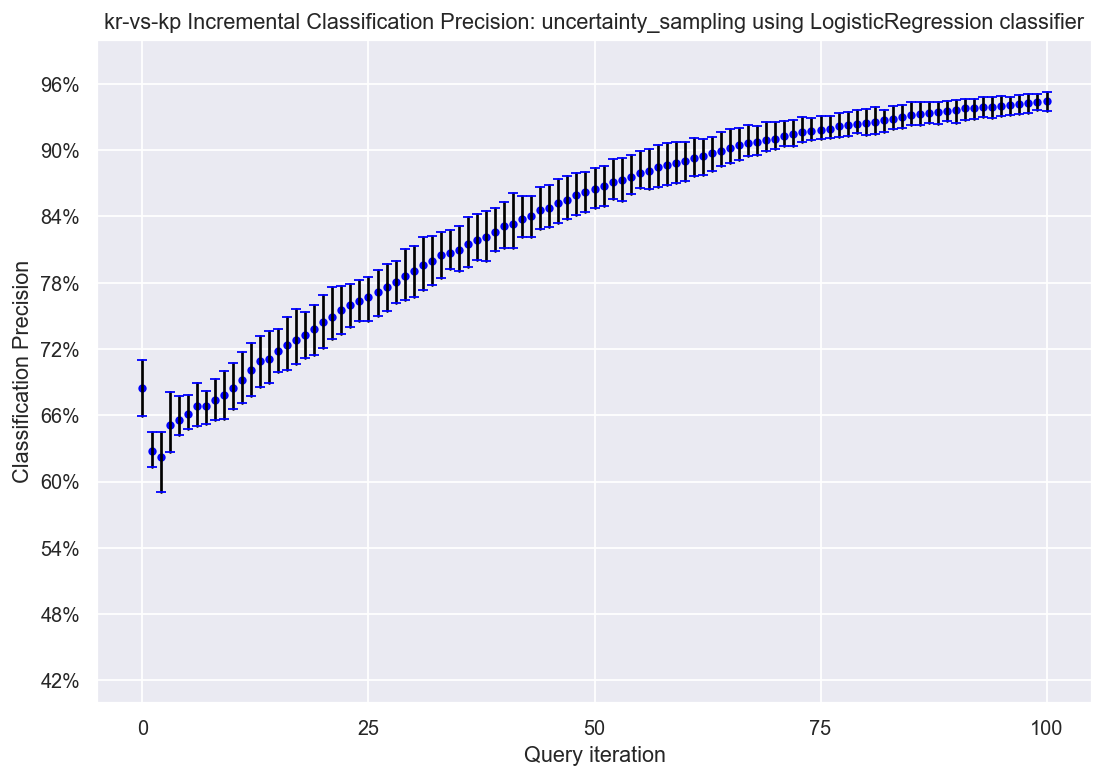 kr-vs-kp Incremental Classification Precision: uncertainty_sampling using LogisticRegression classifier
96%
90%
84%
78%
72%
66%
60%
54%
48%
42%
Classification Precision
0 25 50 75 100
Query iteration